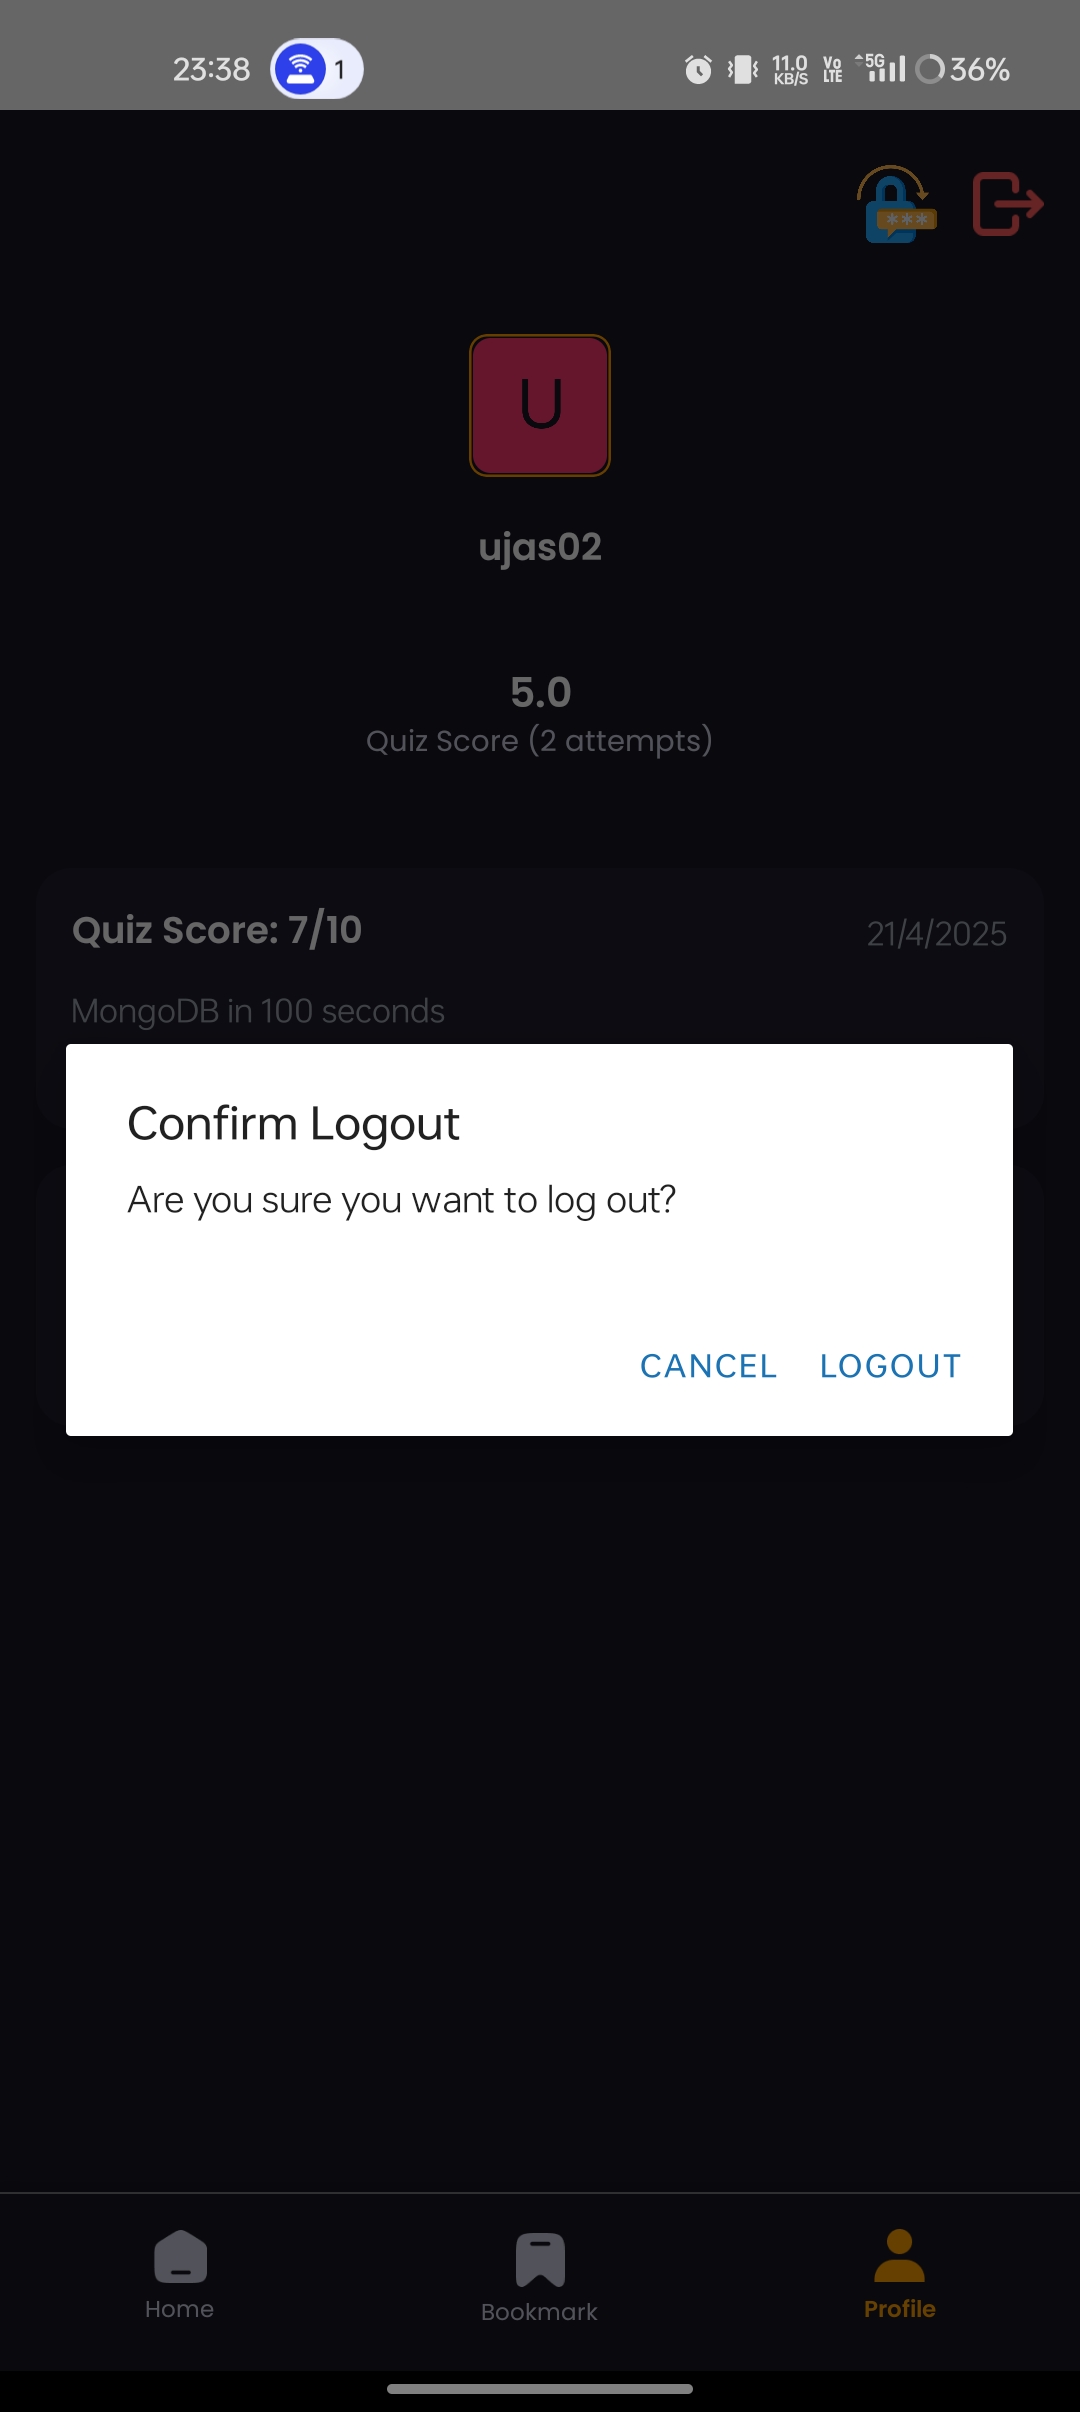 23:38
1
11.0
KB/S
Vo
LTE
5G
36%
***
U
ujas02
5.0
Quiz Score (2 attempts)
Quiz Score: 7/10
21/4/2025
MongoDB in 100 seconds
Confirm Logout
Are you sure you want to log out?
CANCEL LOGOUT
Home
Bookmark
Profile